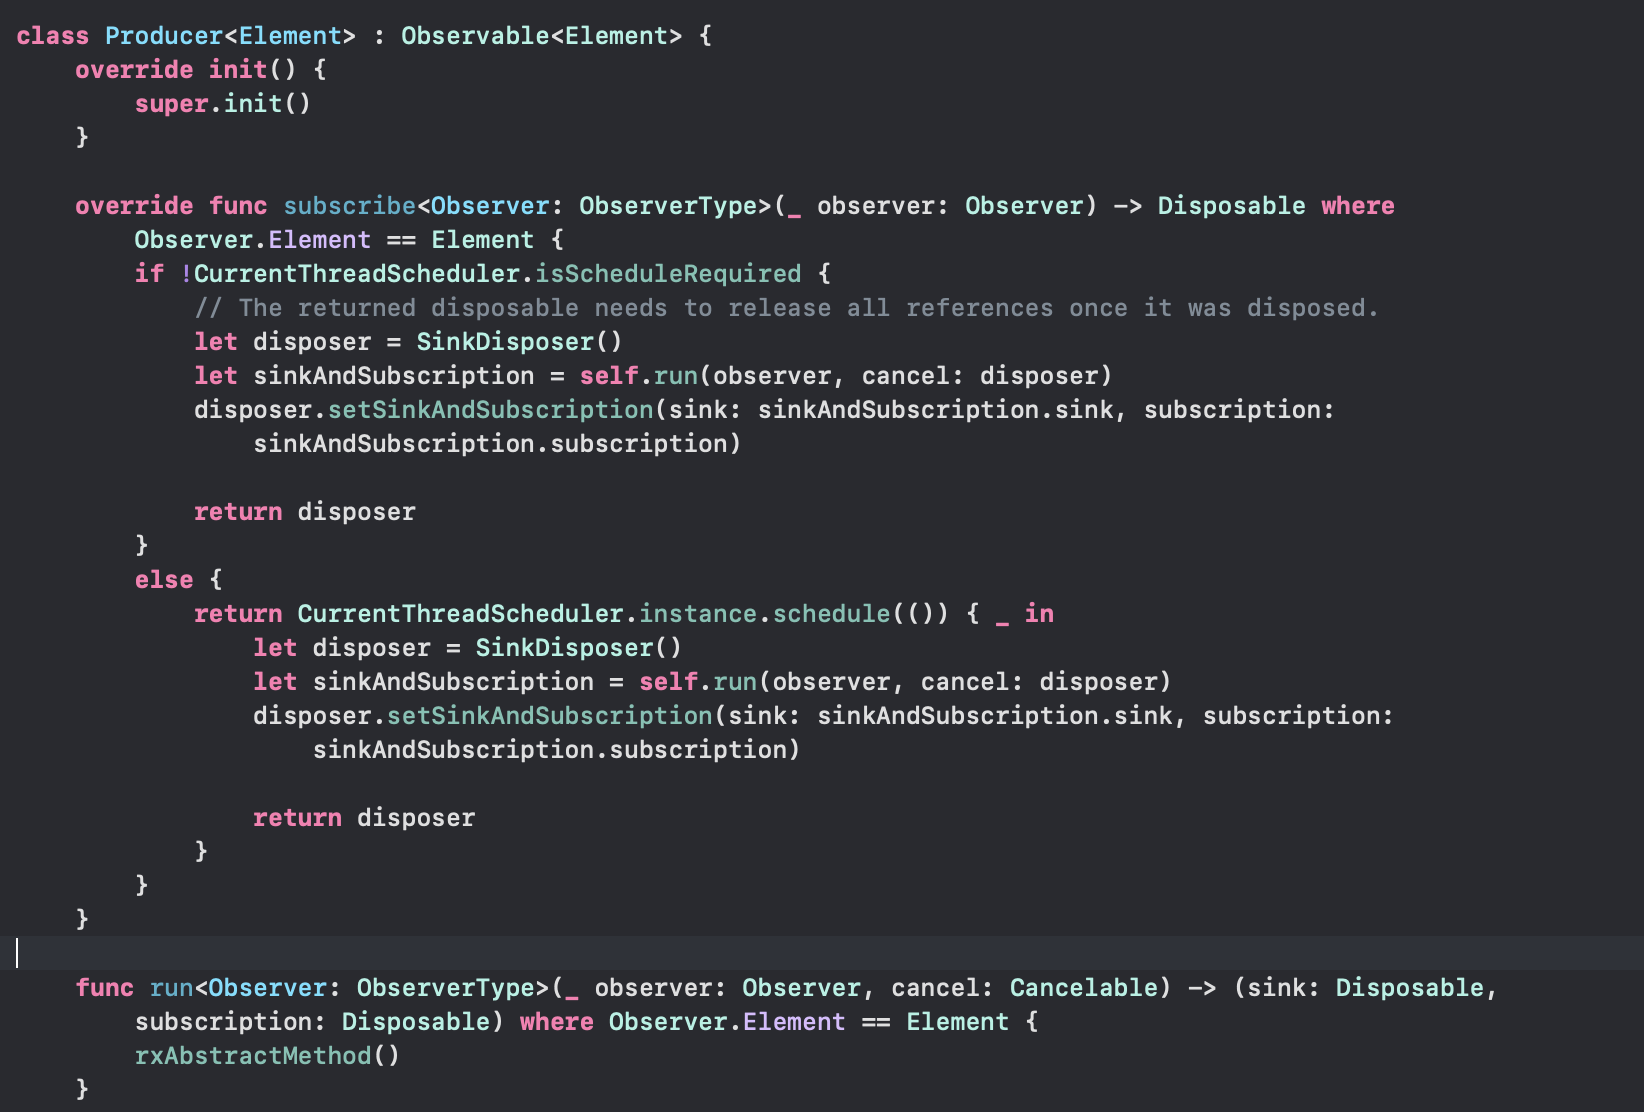 class Producer<Element> : Observable<Element> {
    override init() {
        super.init()
    }

    override func subscribe<Observer: ObserverType>(_ observer: Observer) -> Disposable where
        Observer.Element == Element {
        if !CurrentThreadScheduler.isScheduleRequired {
            // The returned disposable needs to release all references once it was disposed.
            let disposer = SinkDisposer()
            let sinkAndSubscription = self.run(observer, cancel: disposer)
            disposer.setSinkAndSubscription(sink: sinkAndSubscription.sink, subscription:
                sinkAndSubscription.subscription)

            return disposer
        }
        else {
            return CurrentThreadScheduler.instance.schedule(()) { _ in
                let disposer = SinkDisposer()
                let sinkAndSubscription = self.run(observer, cancel: disposer)
                disposer.setSinkAndSubscription(sink: sinkAndSubscription.sink, subscription:
                    sinkAndSubscription.subscription)

                return disposer
            }
        }
    }

    func run<Observer: ObserverType>(_ observer: Observer, cancel: Cancelable) -> (sink: Disposable,
        subscription: Disposable) where Observer.Element == Element {
        rxAbstractMethod()
    }